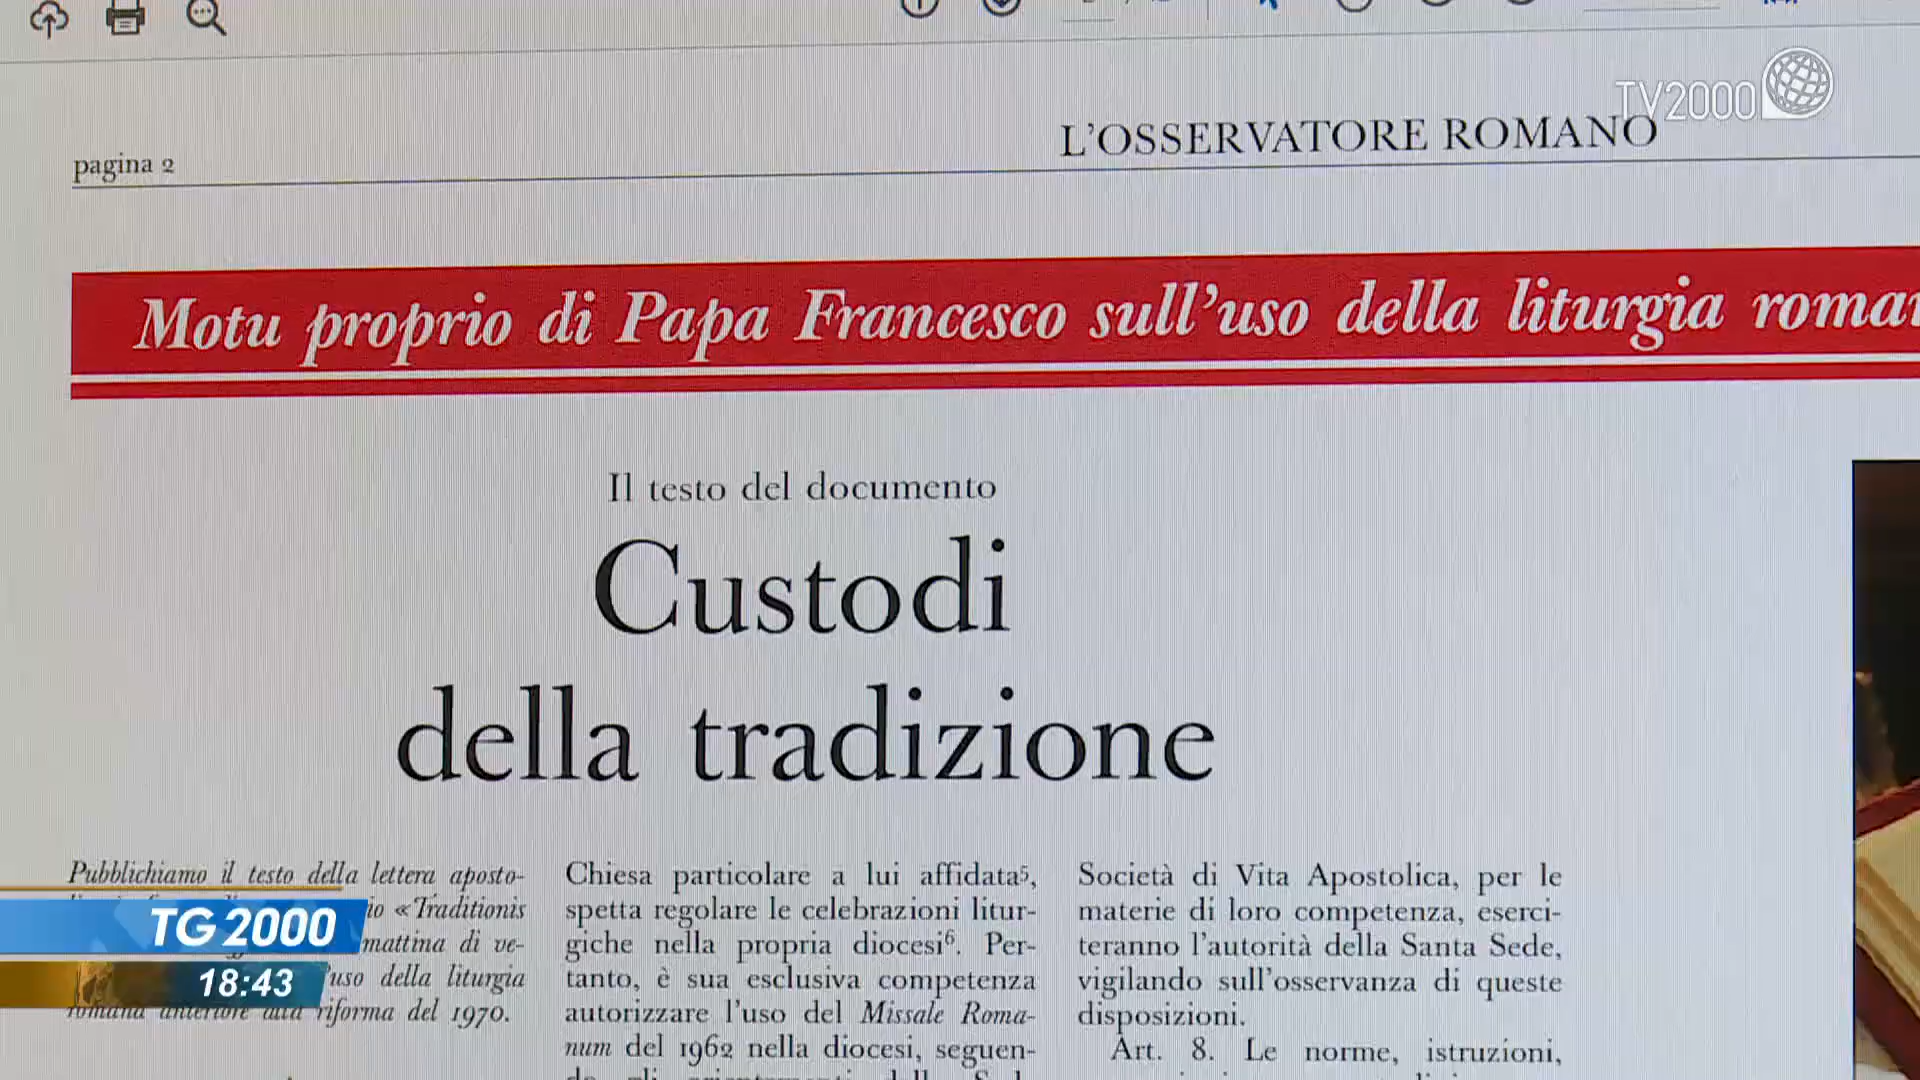 TV2000
pagina 2
L'OSSERVATORE ROMANO
Motu proprio di Papa Francesco sull'uso della liturgia
Il testo del documento
Custodi
della tradizione
Pubblichiamo il testo della lettera aposto-
«Traditionis
mattina di ve-
uso della liturgia
romana anteriore alla riforma del 1970.
Chiesa particolare a lui affidata⁵,
spetta regolare le celebrazioni litur-
giche nella propria diocesi⁶. Per-
tanto, è sua esclusiva competenza
autorizzare l'uso del Missale Roma-
num del 1962 nella diocesi, seguen-
Società di Vita Apostolica, per le
materie di loro competenza, eserci-
teranno l'autorità della Santa Sede,
vigilando sull'osservanza di queste
disposizioni.
Art. 8. Le norme, istruzioni,
TG 2000
18:43